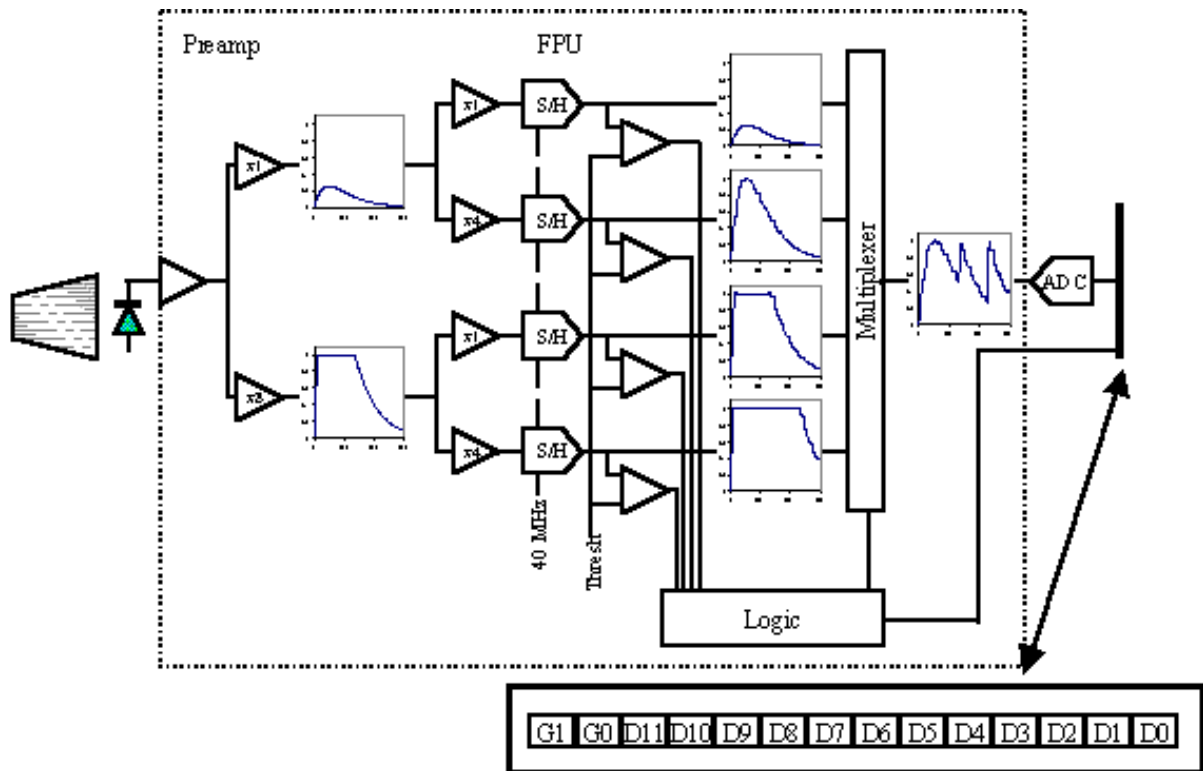 Preamp
FPU
x1
x1
S/H
x4
S/H
x2
x1
S/H
x4
S/H
40 MHz
Thresh
Multiplexer
ADC
Logic
G1 G0 D11 D10 D9 D8 D7 D6 D5 D4 D3 D2 D1 D0